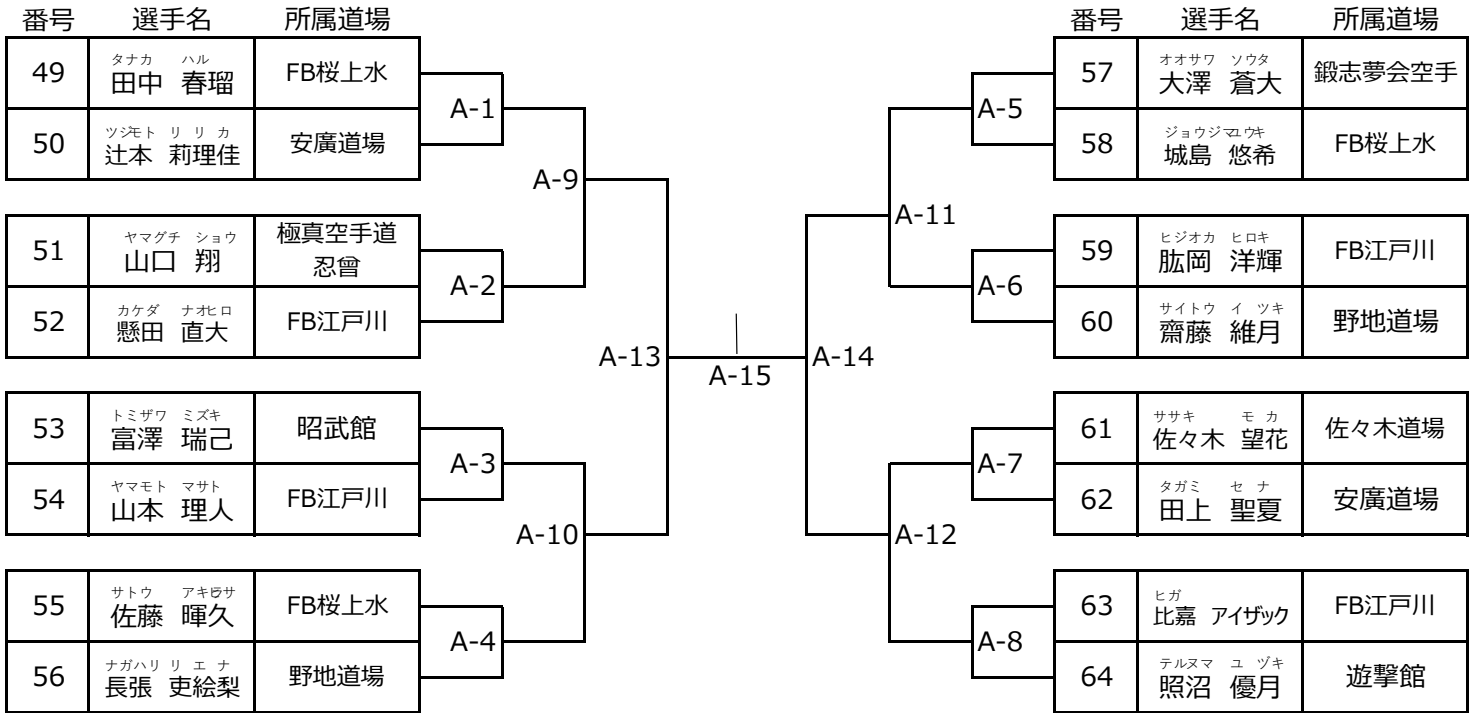 番号 選手名 所属道場
タナカ ハル
49 田中 春瑠 FB桜上水
A-1
ツジモト リリカ
50 辻本 莉理佳 安廣道場
A-9
ヤマグチ ショウ
51 山口 翔 極真空手道
忍曾
A-2
カケダ ナオヒロ
52 懸田 直大 FB江戸川
A-13
トミザワ ミズキ
53 富澤 瑞己 昭武館
A-3
ヤマモト マサト
54 山本 理人 FB江戸川
A-10
サトウ アキヒサ
55 佐藤 暉久 FB桜上水
A-4
ナガハリ リエナ
56 長張 吏絵梨 野地道場
A-15
番号 選手名 所属道場
オオサワ ソウタ
57 大澤 蒼大 鍛志夢会空手
A-5
ジョウジマ ユウキ
58 城島 悠希 FB桜上水
A-11
ヒジオカ ヒロキ
59 肱岡 洋輝 FB江戸川
A-6
サイトウ イツキ
60 齋藤 維月 野地道場
A-14
ササキ モカ
61 佐々木 望花 佐々木道場
A-7
タガミ セナ
62 田上 聖夏 安廣道場
A-12
ヒガ
63 比嘉 アイザック FB江戸川
A-8
テルヌマ ユヅキ
64 照沼 優月 遊撃館